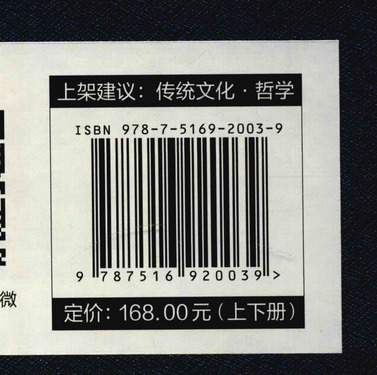 上架建议：传统文化·哲学
ISBN 978-7-5169-2003-9
9 787516 920039 >
微
定价：168.00元（上下册）